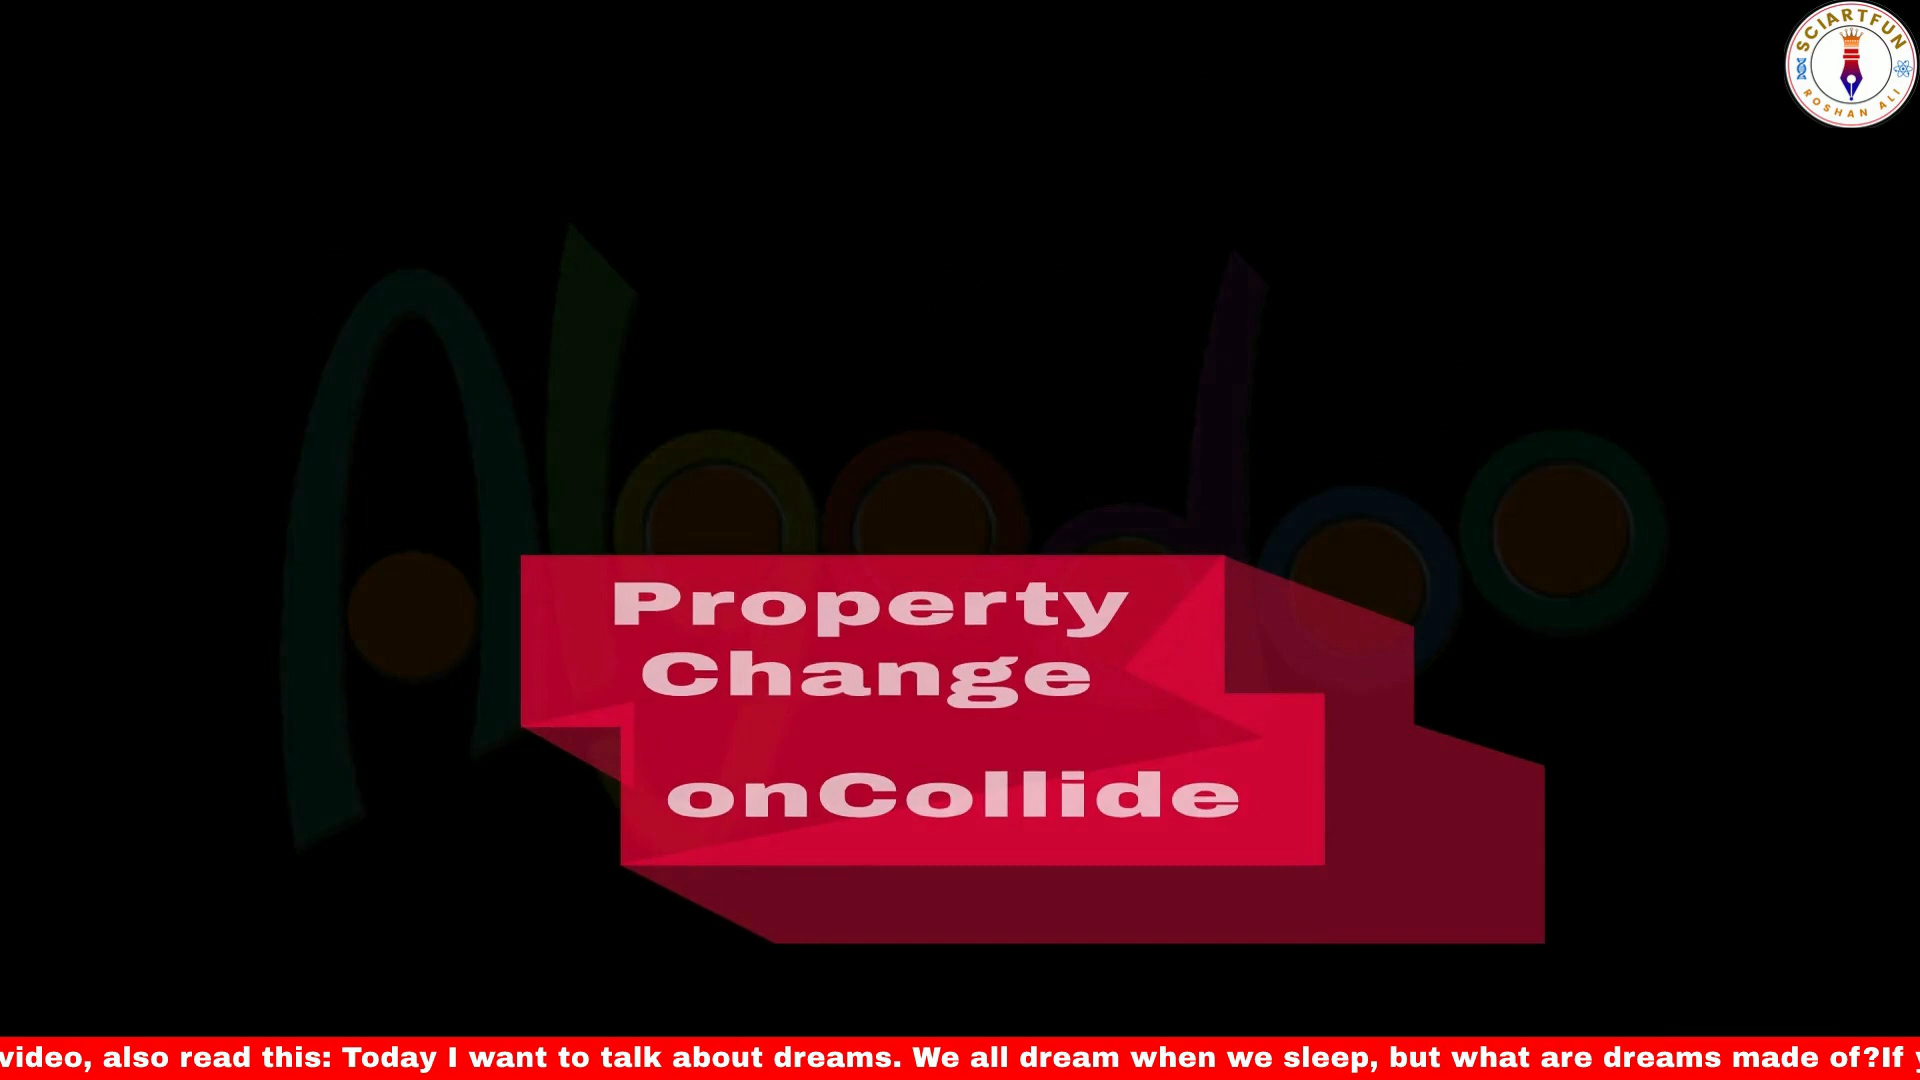 SCIARTFUN
ROSHAN ALI
Property
Change
onCollide
video, also read this: Today I want to talk about dreams. We all dream when we sleep, but what are dreams made of?If